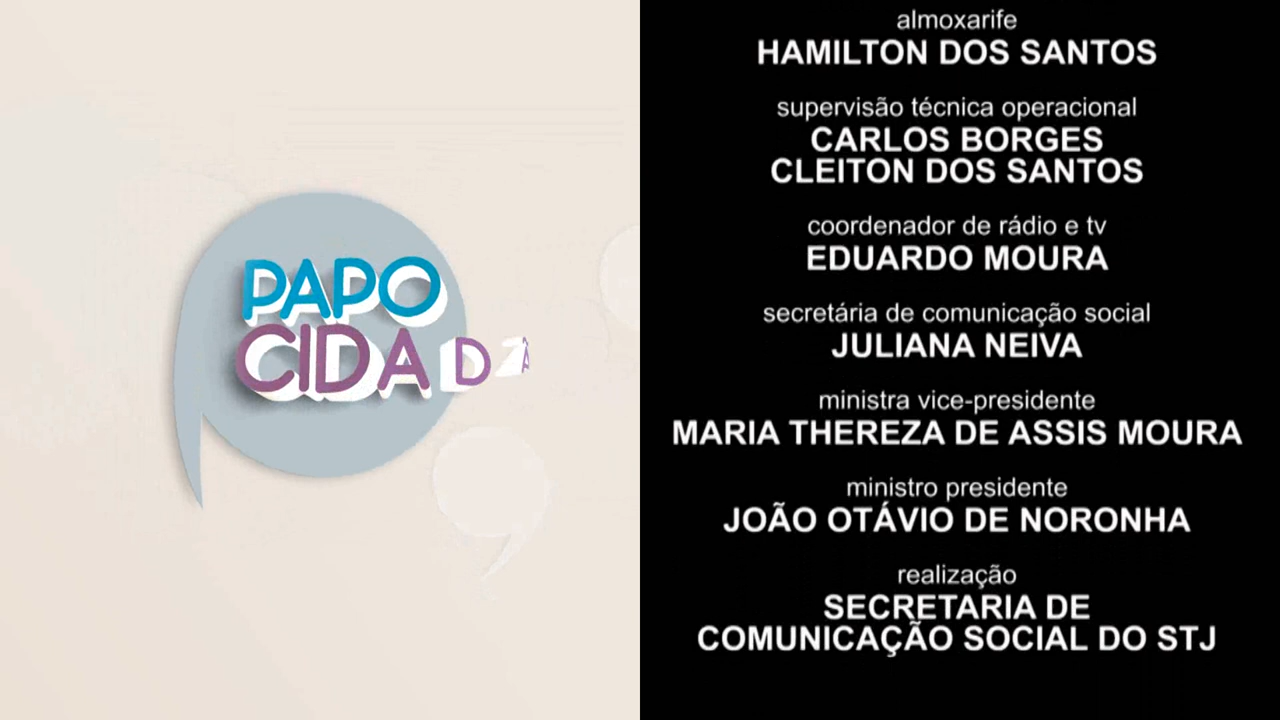 PAPO
CIDAD
almoxarife
HAMILTON DOS SANTOS
supervisão técnica operacional
CARLOS BORGES
CLEITON DOS SANTOS
coordenador de rádio e tv
EDUARDO MOURA
secretária de comunicação social
JULIANA NEIVA
ministra vice-presidente
MARIA THEREZA DE ASSIS MOURA
ministro presidente
JOÃO OTÁVIO DE NORONHA
realização
SECRETARIA DE
COMUNICAÇÃO SOCIAL DO STJ